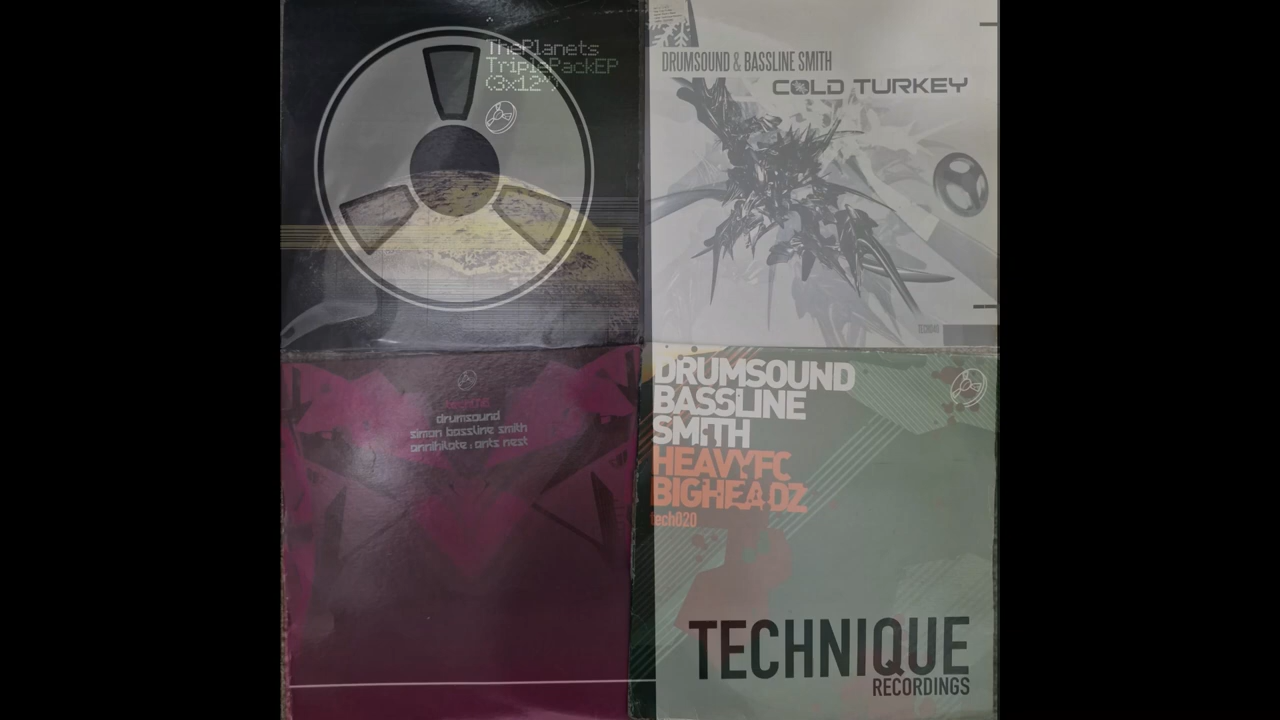 ThePlanets
TriplePackEP
(3x12")
DRUMSOUND & BASSLINE SMITH
COLD TURKEY
drumsound
simon bassline smith
annihilate : ants nest
DRUMSOUND
BASSLINE
SMITH
HEAVYFC
BIGHEADZ
tech020
TECHNIQUE
RECORDINGS